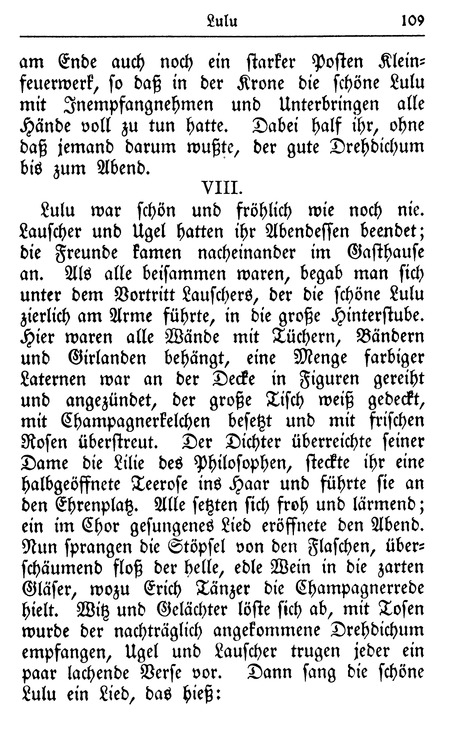 Lulu 109
am Ende auch noch ein starker Posten Klein-
feuerwerk, so daß in der Krone die schöne Lulu
mit Inempfangnehmen und Unterbringen alle
Hände voll zu tun hatte. Dabei half ihr, ohne
daß jemand darum wußte, der gute Drehdichum
bis zum Abend.
VIII.
Lulu war schön und fröhlich wie noch nie.
Lauscher und Ugel hatten ihr Abendessen beendet;
die Freunde kamen nacheinander im Gasthause
an. Als alle beisammen waren, begab man sich
unter dem Vortritt Lauschers, der die schöne Lulu
zierlich am Arme führte, in die große Hinterstube.
Hier waren alle Wände mit Tüchern, Bändern
und Girlanden behängt, eine Menge farbiger
Laternen war an der Decke in Figuren gereiht
und angezündet, der große Tisch weiß gedeckt,
mit Champagnerkelchen besetzt und mit frischen
Rosen überstreut. Der Dichter überreichte seiner
Dame die Lilie des Philosophen, steckte ihr eine
halbgeöffnete Teerose ins Haar und führte sie an
den Ehrenplatz. Alle setzten sich froh und lärmend;
ein im Chor gesungenes Lied eröffnete den Abend.
Nun sprangen die Stöpsel von den Flaschen, über-
schäumend floß der helle, edle Wein in die zarten
Gläser, wozu Erich Tänzer die Champagnerrede
hielt. Witz und Gelächter löste sich ab, mit Tosen
wurde der nachträglich angekommene Drehdichum
empfangen, Ugel und Lauscher trugen jeder ein
paar lachende Verse vor. Dann sang die schöne
Lulu ein Lied, das hieß: